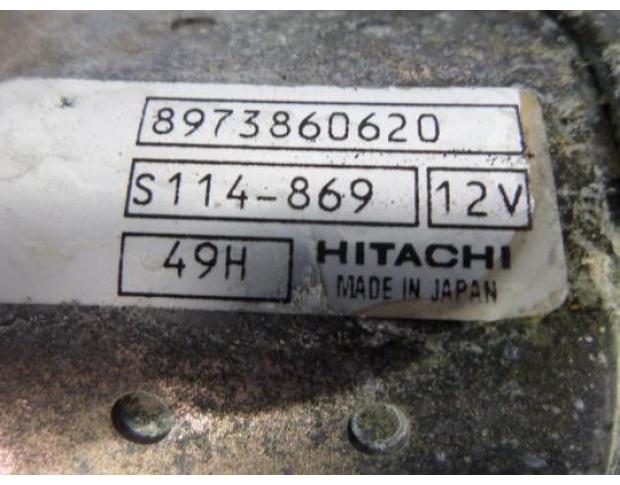 8973860620
S114-869 12V
49H HITACHI
MADE IN JAPAN